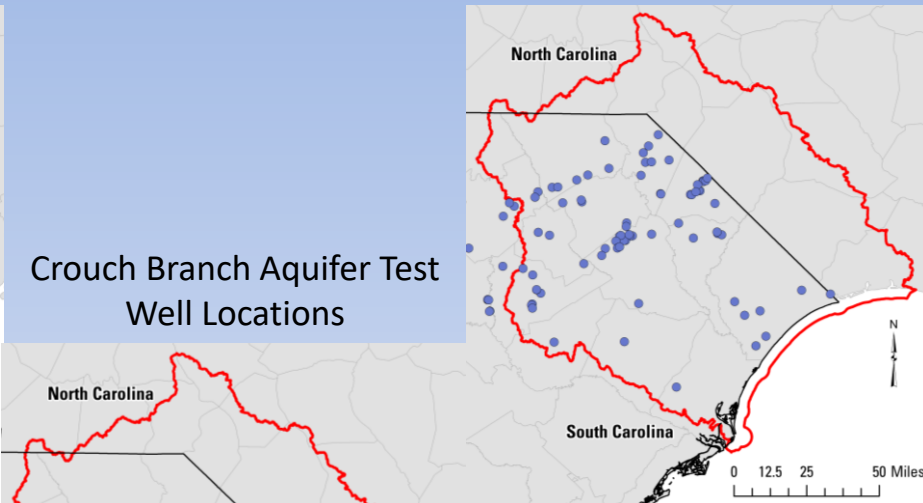 North Carolina
Crouch Branch Aquifer Test
Well Locations
N
South Carolina
0 12.5 25 50 Miles
North Carolina